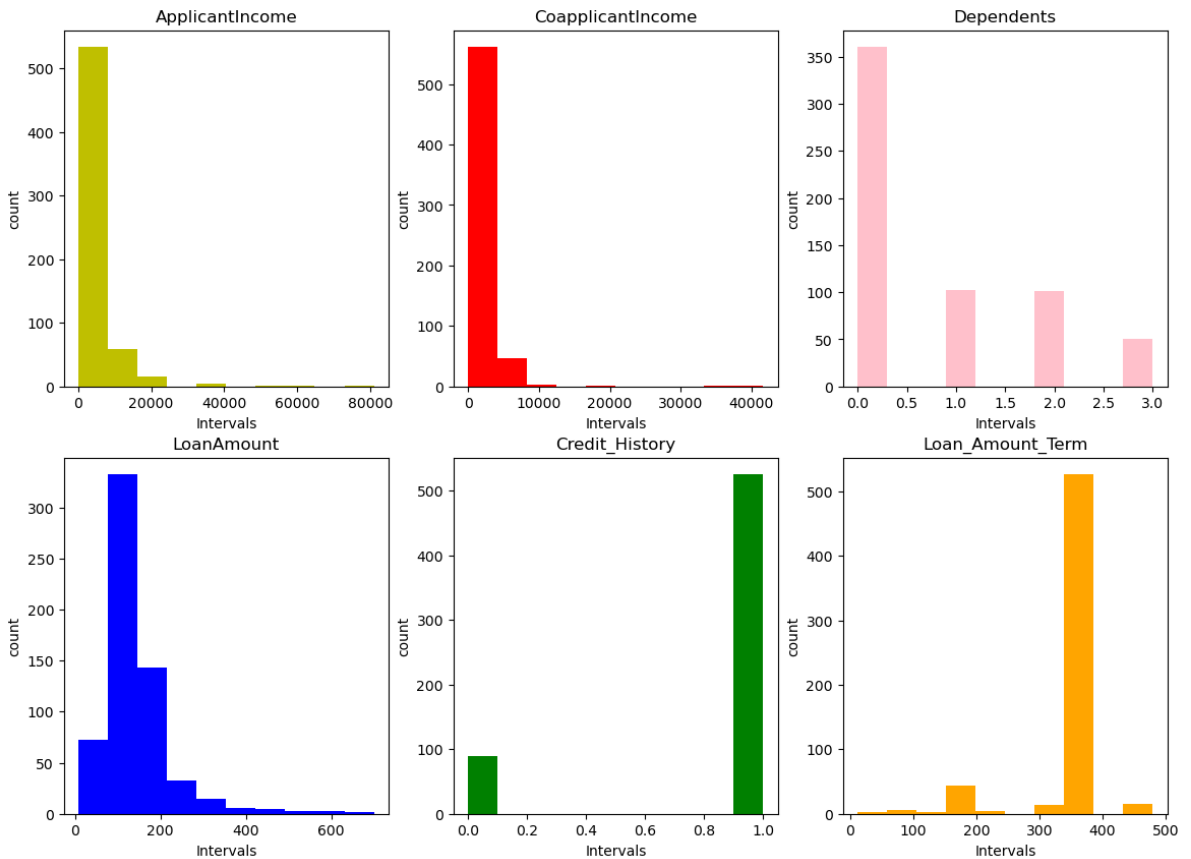 ApplicantIncome
count
500
400
300
200
100
0
0 20000 40000 60000 80000
Intervals
CoapplicantIncome
count
500
400
300
200
100
0
0 10000 20000 30000 40000
Intervals
Dependents
count
350
300
250
200
150
100
50
0
0.0 0.5 1.0 1.5 2.0 2.5 3.0
Intervals
LoanAmount
count
300
250
200
150
100
50
0
0 200 400 600
Intervals
Credit_History
count
500
400
300
200
100
0
0.0 0.2 0.4 0.6 0.8 1.0
Intervals
Loan_Amount_Term
count
500
400
300
200
100
0
0 100 200 300 400 500
Intervals